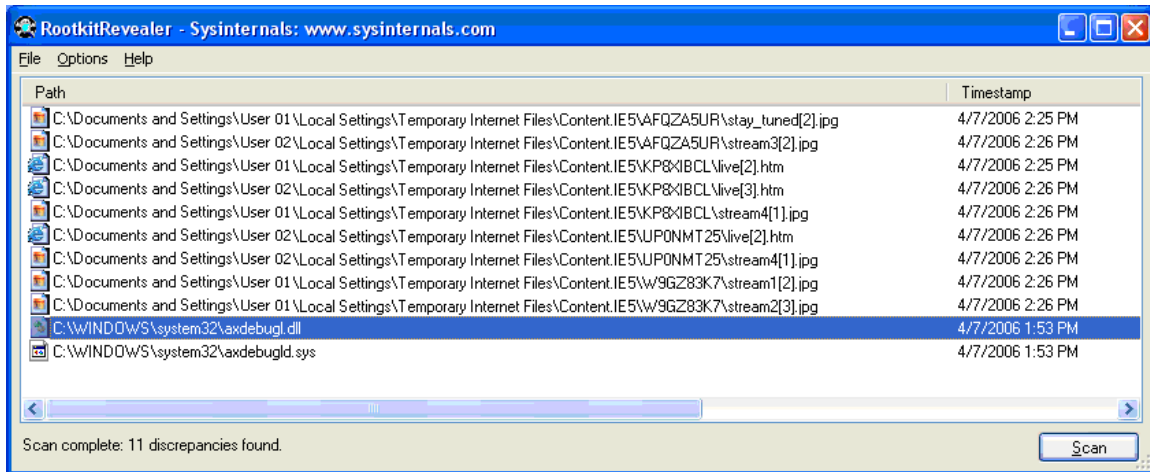 RootkitRevealer - Sysinternals: www.sysinternals.com
File Options Help
Path Timestamp
C:\Documents and Settings\User 01\Local Settings\Temporary Internet Files\Content.IE5\AFQZA5UR\stay_tuned[2].jpg 4/7/2006 2:25 PM
C:\Documents and Settings\User 02\Local Settings\Temporary Internet Files\Content.IE5\AFQZA5UR\stream3[2].jpg 4/7/2006 2:26 PM
C:\Documents and Settings\User 01\Local Settings\Temporary Internet Files\Content.IE5\KP8XIBCL\live[2].htm 4/7/2006 2:25 PM
C:\Documents and Settings\User 02\Local Settings\Temporary Internet Files\Content.IE5\KP8XIBCL\live[3].htm 4/7/2006 2:26 PM
C:\Documents and Settings\User 01\Local Settings\Temporary Internet Files\Content.IE5\KP8XIBCL\stream4[1].jpg 4/7/2006 2:26 PM
C:\Documents and Settings\User 02\Local Settings\Temporary Internet Files\Content.IE5\UP0NMT25\live[2].htm 4/7/2006 2:26 PM
C:\Documents and Settings\User 02\Local Settings\Temporary Internet Files\Content.IE5\UP0NMT25\stream4[1].jpg 4/7/2006 2:26 PM
C:\Documents and Settings\User 01\Local Settings\Temporary Internet Files\Content.IE5\W9GZ83K7\stream1[2].jpg 4/7/2006 2:26 PM
C:\Documents and Settings\User 01\Local Settings\Temporary Internet Files\Content.IE5\W9GZ83K7\stream2[3].jpg 4/7/2006 2:26 PM
C:\WINDOWS\system32\axdebugl.dll 4/7/2006 1:53 PM
C:\WINDOWS\system32\axdebugld.sys 4/7/2006 1:53 PM
Scan complete: 11 discrepancies found. Scan